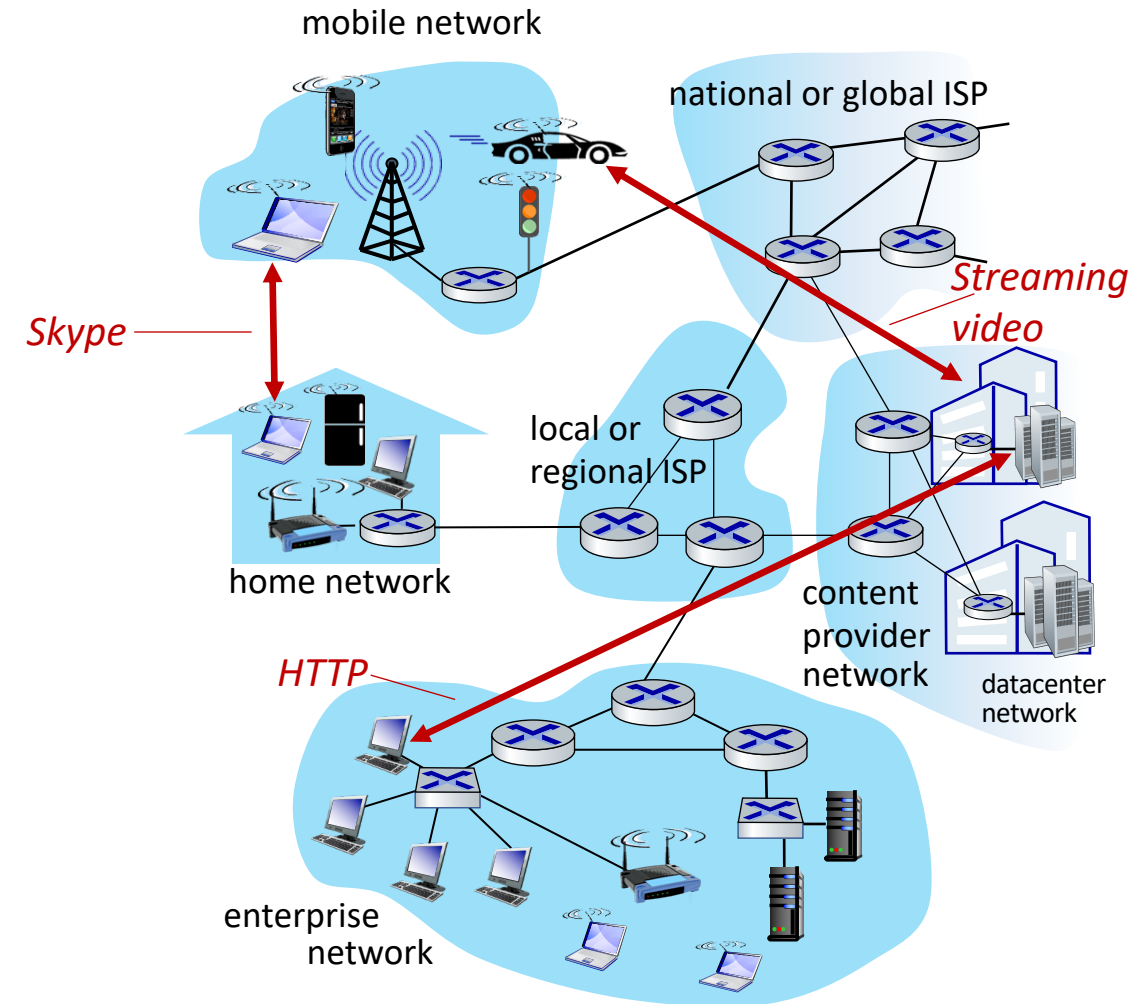 mobile network
national or global ISP
Streaming
video
Skype
local or
regional ISP
home network
content
provider
network
datacenter
network
HTTP
enterprise
network